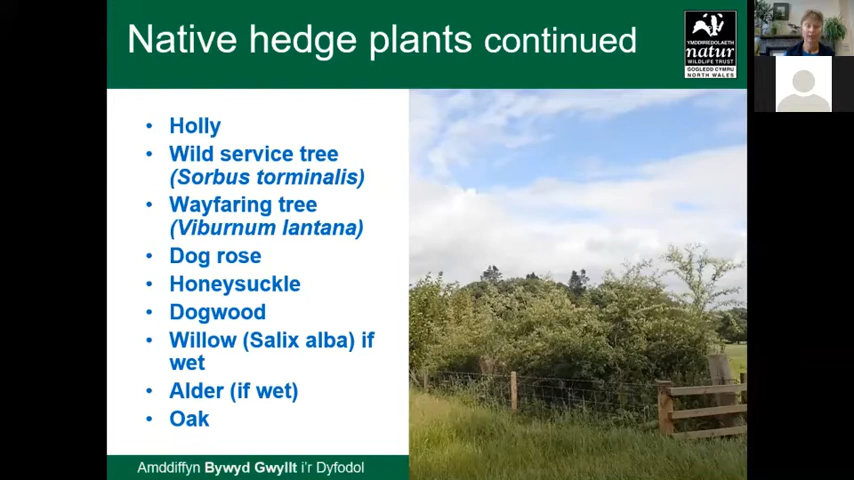 Native hedge plants continued
YMDDIRIEDOLAETH
natur
WILDLIFE TRUST
GOGLEDD CYMRU
NORTH WALES
• Holly
• Wild service tree
(Sorbus torminalis)
• Wayfaring tree
(Viburnum lantana)
• Dog rose
• Honeysuckle
• Dogwood
• Willow (Salix alba) if
wet
• Alder (if wet)
• Oak
Amddiffyn Bywyd Gwyllt i'r Dyfodol